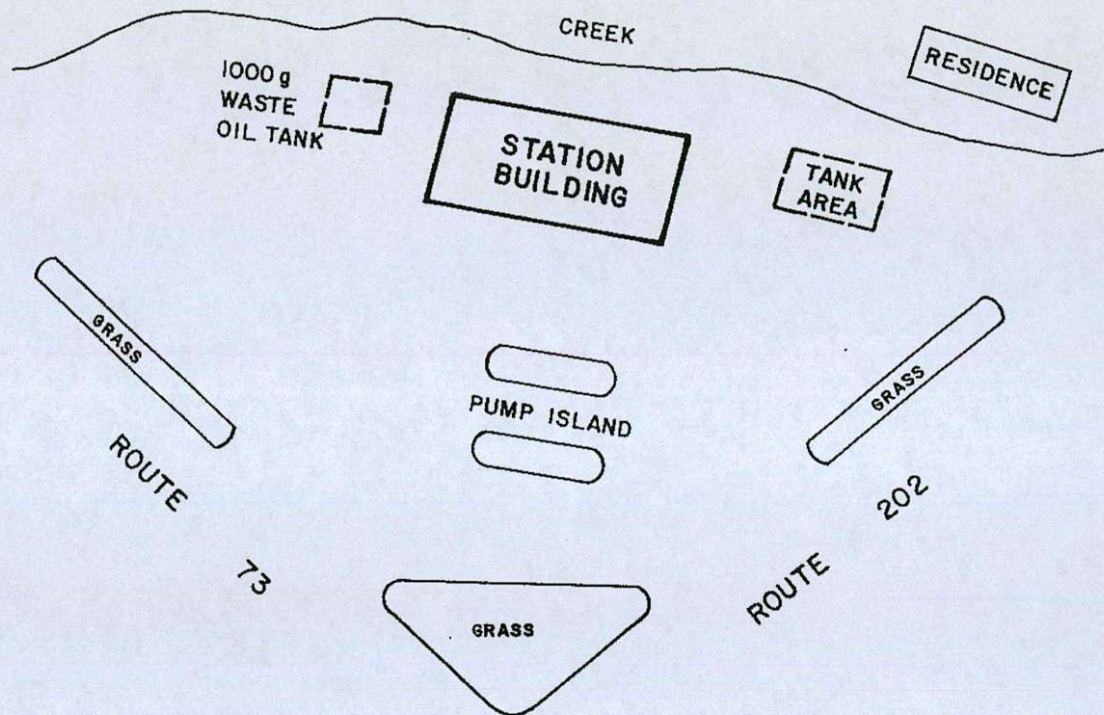 CREEK
RESIDENCE
1000 g
WASTE
OIL TANK
STATION
BUILDING
TANK
AREA
GRASS
GRASS
PUMP ISLAND
ROUTE
73
202
ROUTE
GRASS